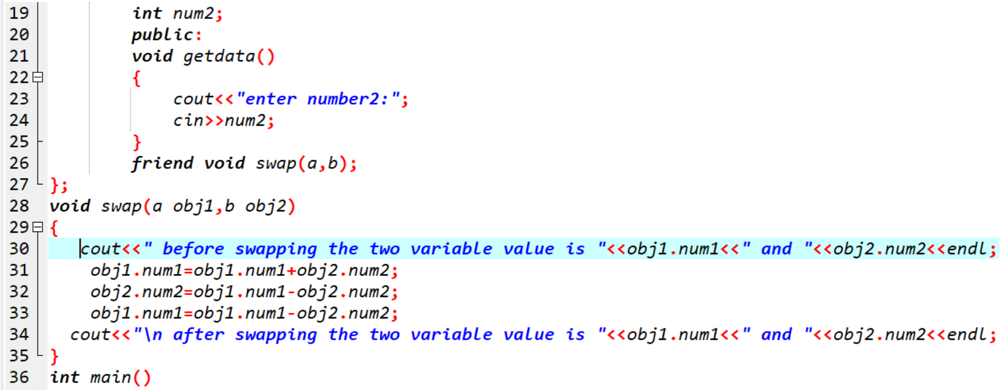 19 int num2;
20 public:
21 void getdata()
22 {
23 cout<<"enter number2:";
24 cin>>num2;
25 }
26 friend void swap(a,b);
27 };
28 void swap(a obj1,b obj2)
29 {
30 cout<<" before swapping the two variable value is "<<obj1.num1<<" and "<<obj2.num2<<endl;
31 obj1.num1=obj1.num1+obj2.num2;
32 obj2.num2=obj1.num1-obj2.num2;
33 obj1.num1=obj1.num1-obj2.num2;
34 cout<<"\n after swapping the two variable value is "<<obj1.num1<<" and "<<obj2.num2<<endl;
35 }
36 int main()